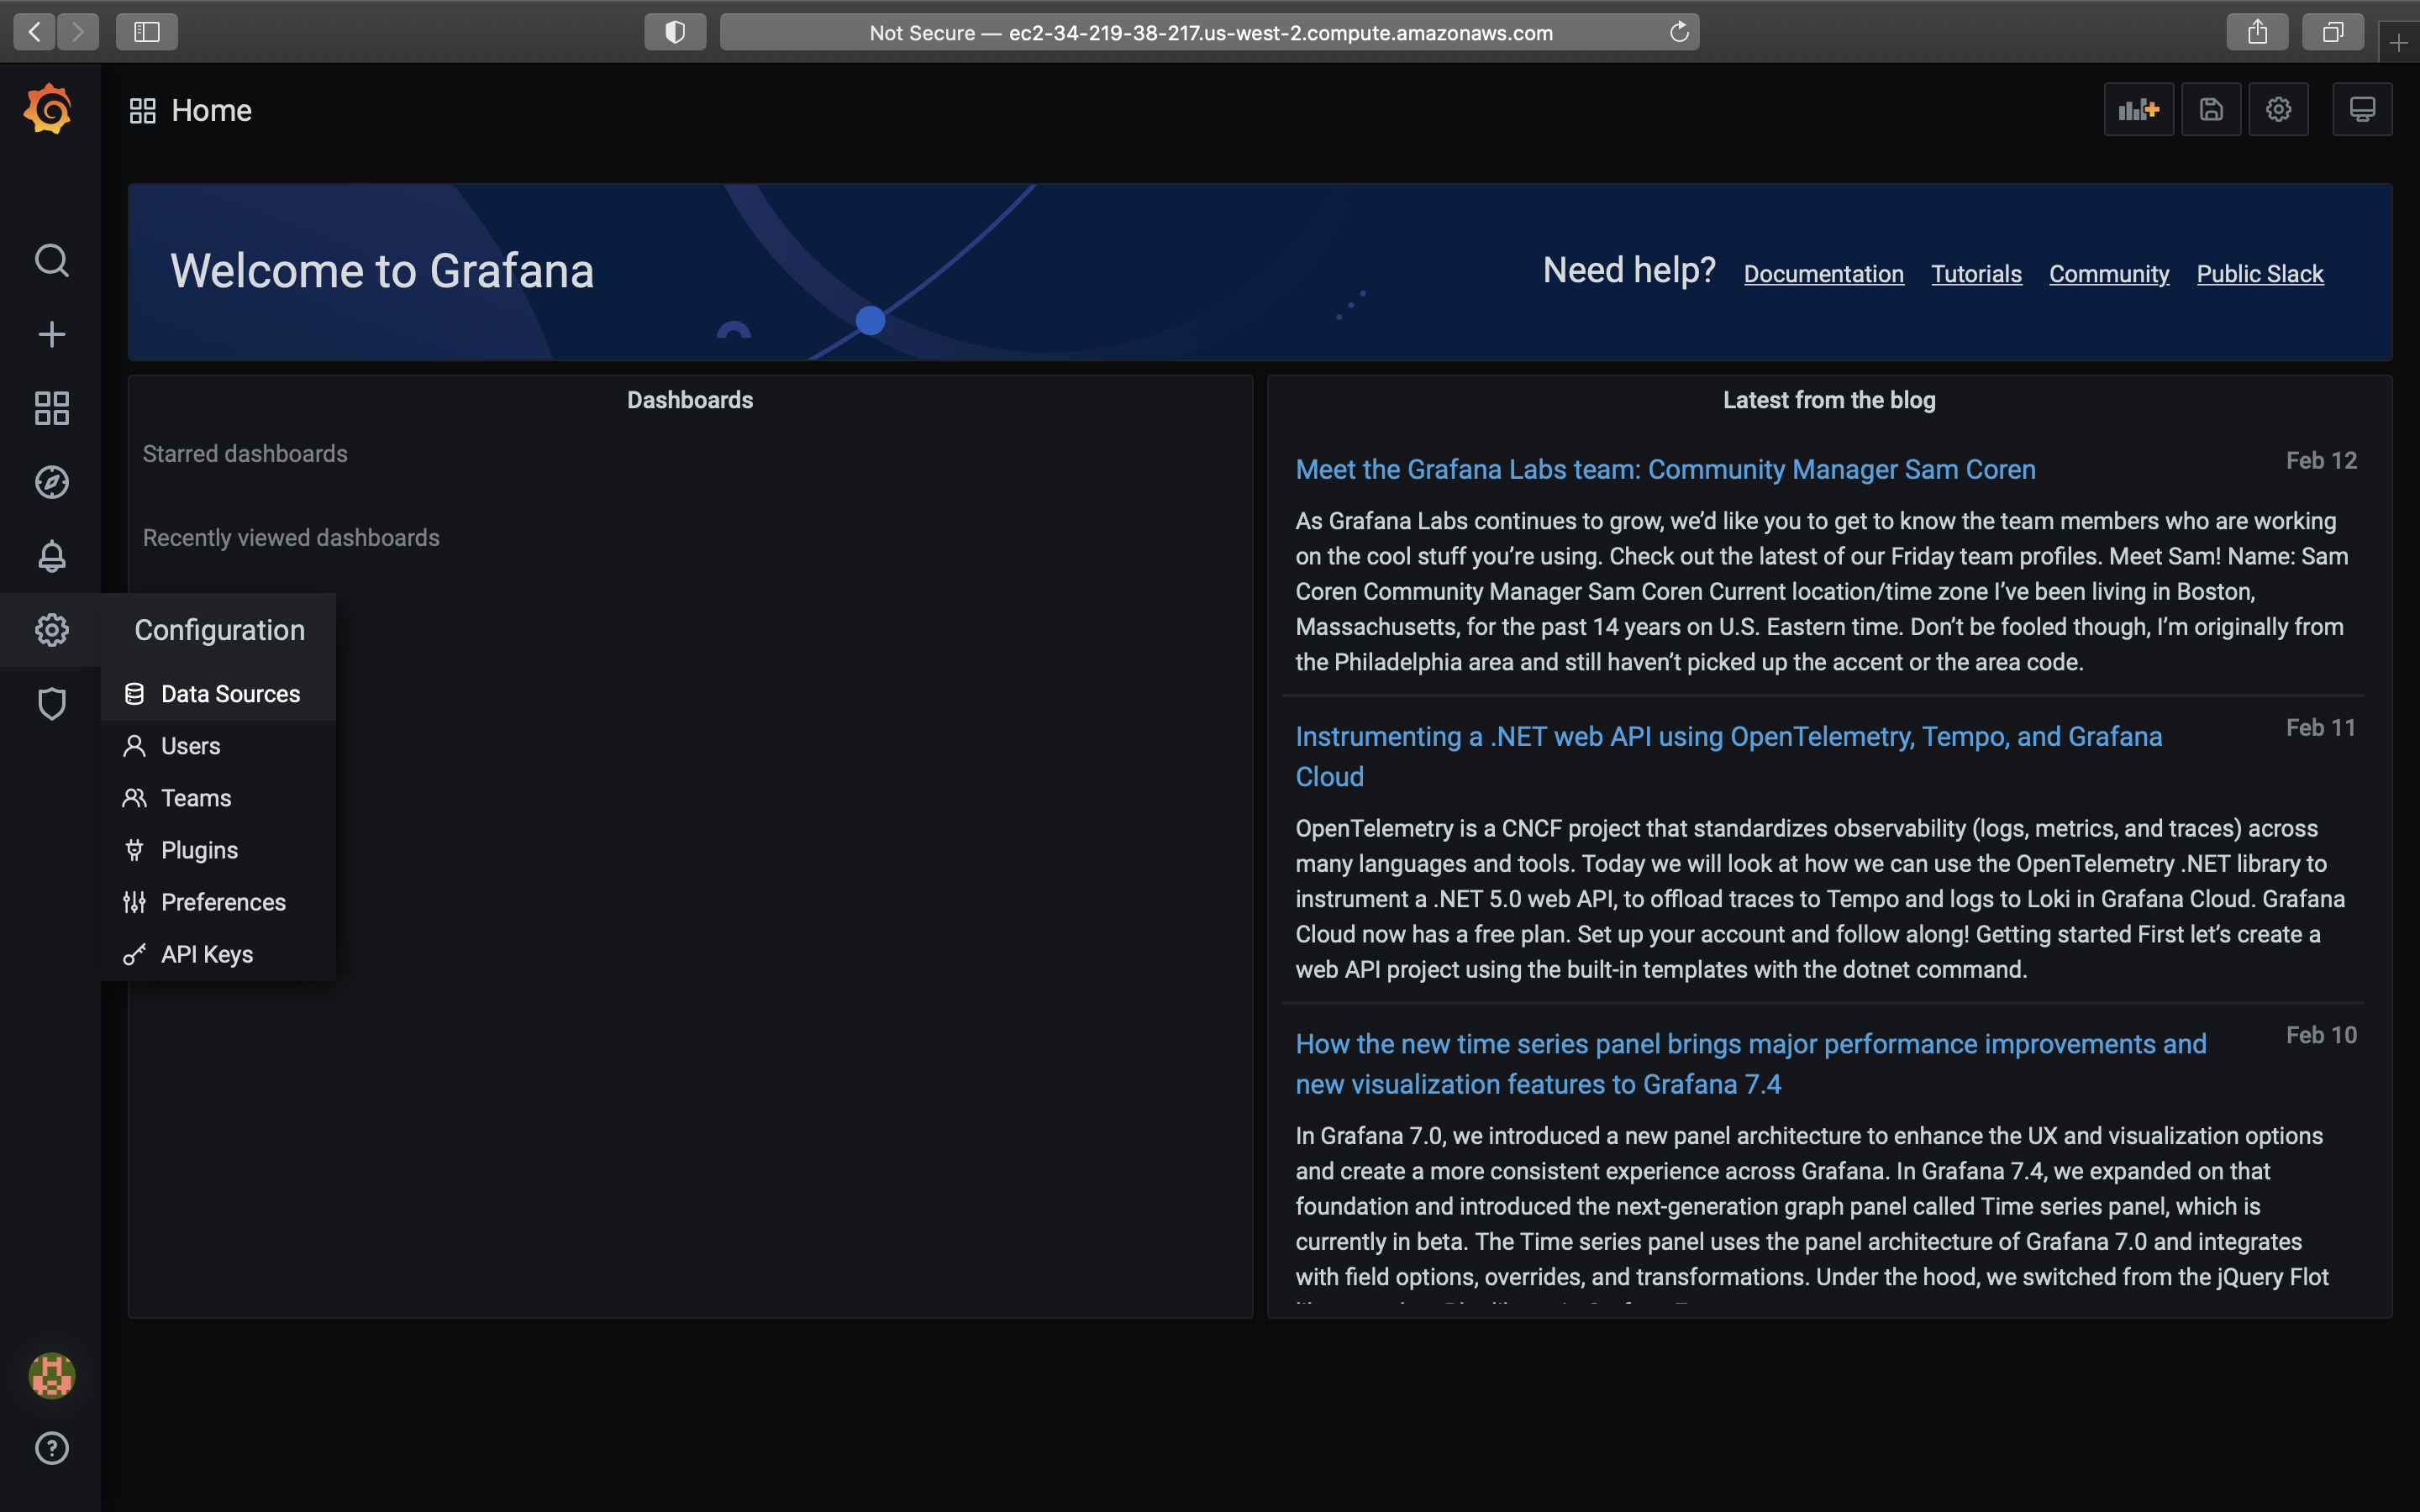 Not Secure — ec2-34-219-38-217.us-west-2.compute.amazonaws.com
Home
Welcome to Grafana
Need help? Documentation Tutorials Community Public Slack
Dashboards
Starred dashboards
Recently viewed dashboards
Configuration
Data Sources
Users
Teams
Plugins
Preferences
API Keys
Latest from the blog
Meet the Grafana Labs team: Community Manager Sam Coren
Feb 12
As Grafana Labs continues to grow, we’d like you to get to know the team members who are working
on the cool stuff you’re using. Check out the latest of our Friday team profiles. Meet Sam! Name: Sam
Coren Community Manager Sam Coren Current location/time zone I’ve been living in Boston,
Massachusetts, for the past 14 years on U.S. Eastern time. Don’t be fooled though, I’m originally from
the Philadelphia area and still haven’t picked up the accent or the area code.
Instrumenting a .NET web API using OpenTelemetry, Tempo, and Grafana
Cloud
Feb 11
OpenTelemetry is a CNCF project that standardizes observability (logs, metrics, and traces) across
many languages and tools. Today we will look at how we can use the OpenTelemetry .NET library to
instrument a .NET 5.0 web API, to offload traces to Tempo and logs to Loki in Grafana Cloud. Grafana
Cloud now has a free plan. Set up your account and follow along! Getting started First let’s create a
web API project using the built-in templates with the dotnet command.
How the new time series panel brings major performance improvements and
new visualization features to Grafana 7.4
Feb 10
In Grafana 7.0, we introduced a new panel architecture to enhance the UX and visualization options
and create a more consistent experience across Grafana. In Grafana 7.4, we expanded on that
foundation and introduced the next-generation graph panel called Time series panel, which is
currently in beta. The Time series panel uses the panel architecture of Grafana 7.0 and integrates
with field options, overrides, and transformations. Under the hood, we switched from the jQuery Flot